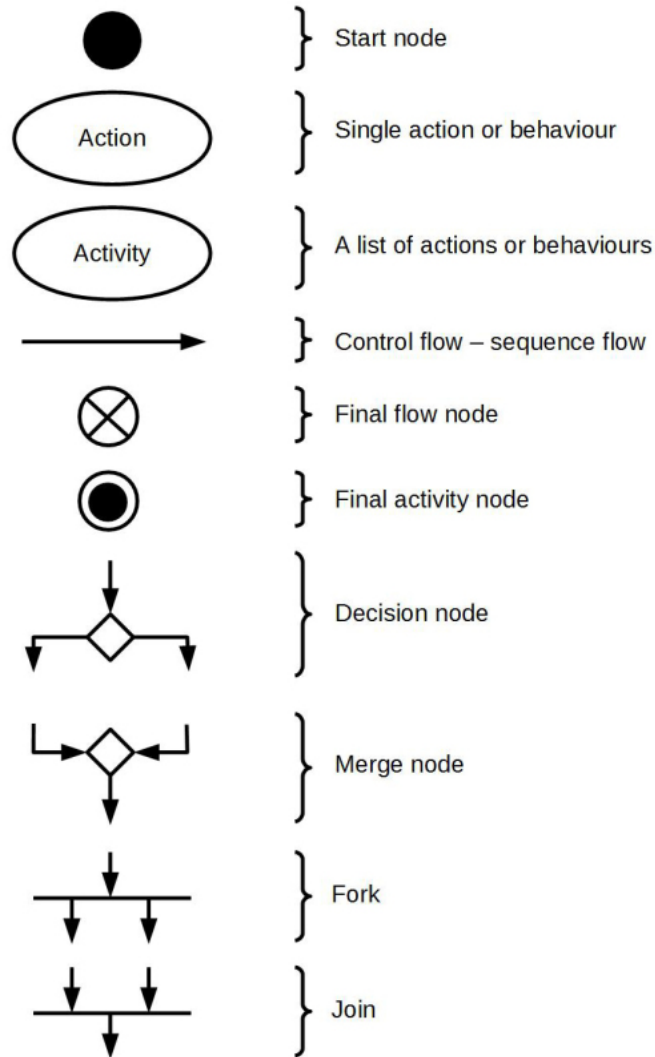 Start node
Action
Single action or behaviour
Activity
A list of actions or behaviours
Control flow – sequence flow
Final flow node
Final activity node
Decision node
Merge node
Fork
Join